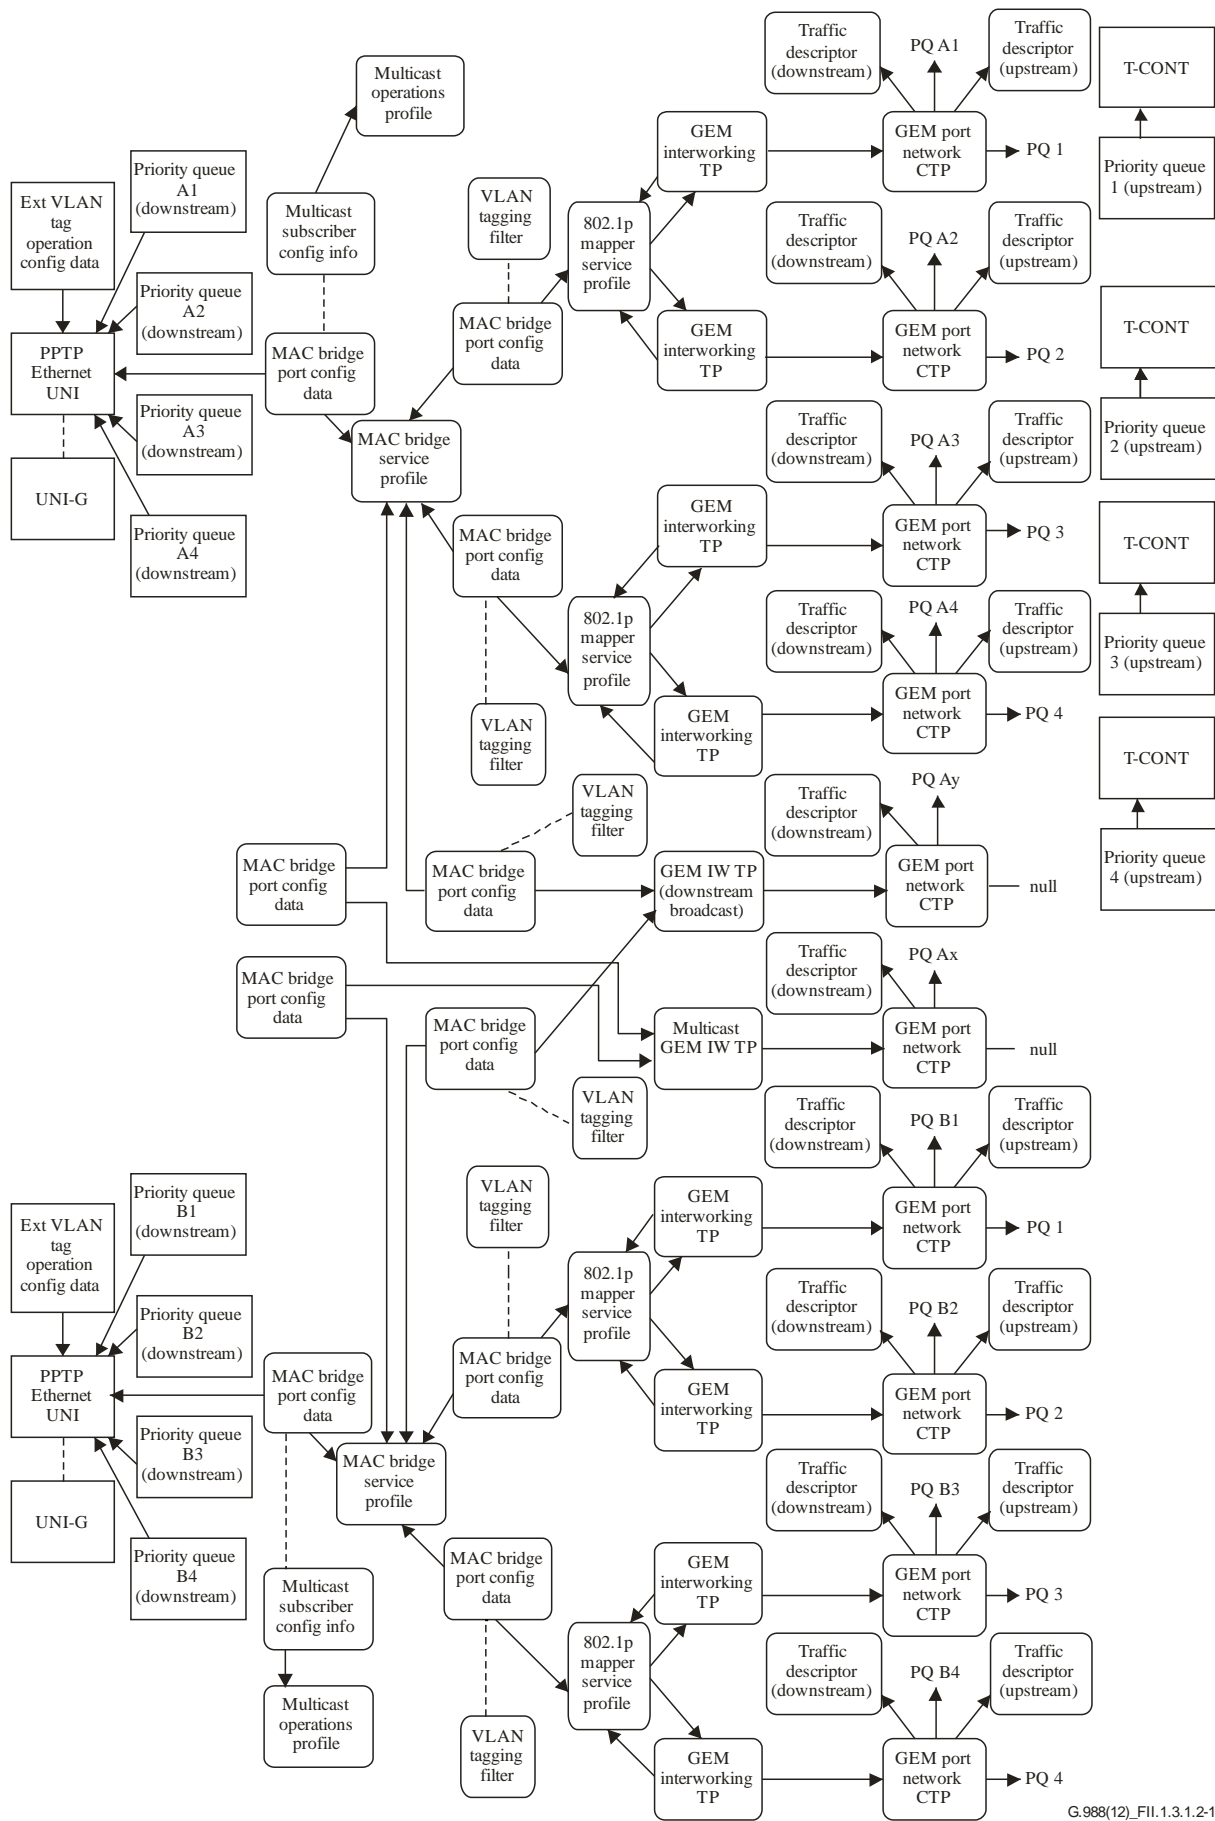 Traffic
descriptor
(downstream)
PQ A1
Traffic
descriptor
(upstream)
T-CONT
Multicast
operations
profile
GEM
interworking
TP
GEM port
network
CTP
PQ 1
Priority queue
1 (upstream)
Priority queue
A1
(downstream)
Ext VLAN
tag
operation
config data
Multicast
subscriber
config info
VLAN
tagging
filter
802.1p
mapper
service
profile
Traffic
descriptor
(downstream)
PQ A2
Traffic
descriptor
(upstream)
Priority queue
A2
(downstream)
PPTP
Ethernet
UNI
MAC bridge
port config
data
MAC bridge
port config
data
GEM
interworking
TP
GEM port
network
CTP
PQ 2
T-CONT
Priority queue
A3
(downstream)
MAC bridge
service
profile
Traffic
descriptor
(downstream)
PQ A3
Traffic
descriptor
(upstream)
Priority queue
2 (upstream)
UNI-G
Priority queue
A4
(downstream)
MAC bridge
port config
data
GEM
interworking
TP
GEM port
network
CTP
PQ 3
T-CONT
802.1p
mapper
service
profile
Traffic
descriptor
(downstream)
PQ A4
Traffic
descriptor
(upstream)
Priority queue
3 (upstream)
VLAN
tagging
filter
GEM
interworking
TP
GEM port
network
CTP
PQ 4
T-CONT
VLAN
tagging
filter
Traffic
descriptor
(downstream)
PQ Ay
MAC bridge
port config
data
MAC bridge
port config
data
GEM IW TP
(downstream
broadcast)
GEM port
network
CTP
null
Priority queue
4 (upstream)
MAC bridge
port config
data
Traffic
descriptor
(downstream)
PQ Ax
MAC bridge
port config
data
Multicast
GEM IW TP
GEM port
network
CTP
null
VLAN
tagging
filter
Traffic
descriptor
(downstream)
PQ B1
Traffic
descriptor
(upstream)
Priority queue
B1
(downstream)
Ext VLAN
tag
operation
config data
VLAN
tagging
filter
GEM
interworking
TP
GEM port
network
CTP
PQ 1
802.1p
mapper
service
profile
Traffic
descriptor
(downstream)
PQ B2
Traffic
descriptor
(upstream)
Priority queue
B2
(downstream)
PPTP
Ethernet
UNI
MAC bridge
port config
data
MAC bridge
port config
data
GEM
interworking
TP
GEM port
network
CTP
PQ 2
Priority queue
B3
(downstream)
MAC bridge
service
profile
Traffic
descriptor
(downstream)
PQ B3
Traffic
descriptor
(upstream)
UNI-G
Priority queue
B4
(downstream)
MAC bridge
port config
data
GEM
interworking
TP
GEM port
network
CTP
PQ 3
Multicast
subscriber
config info
802.1p
mapper
service
profile
Traffic
descriptor
(downstream)
PQ B4
Traffic
descriptor
(upstream)
Multicast
operations
profile
VLAN
tagging
filter
GEM
interworking
TP
GEM port
network
CTP
PQ 4
G.988(12)_FII.1.3.1.2-1